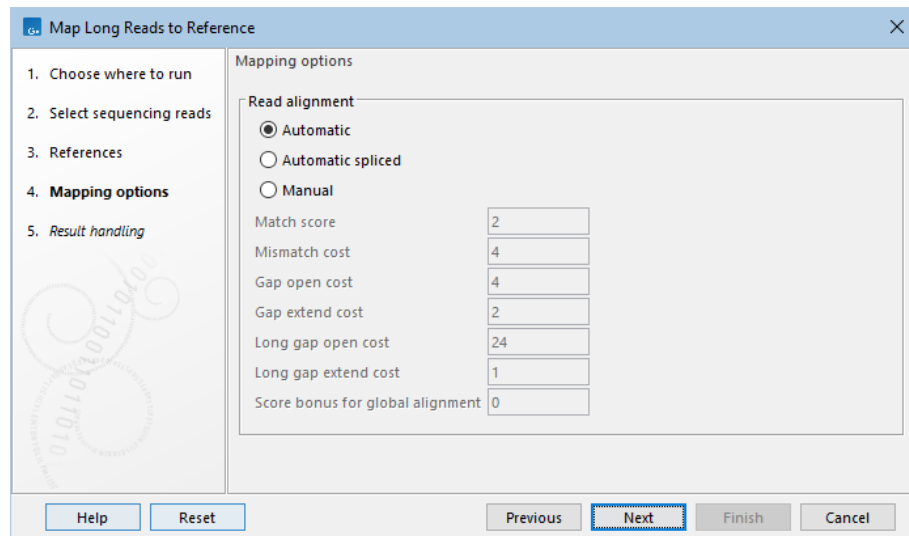 Map Long Reads to Reference
1. Choose where to run
2. Select sequencing reads
3. References
4. Mapping options
5. Result handling
Mapping options
Read alignment
Automatic
Automatic spliced
Manual
Match score 2
Mismatch cost 4
Gap open cost 4
Gap extend cost 2
Long gap open cost 24
Long gap extend cost 1
Score bonus for global alignment 0
Help Reset Previous Next Finish Cancel